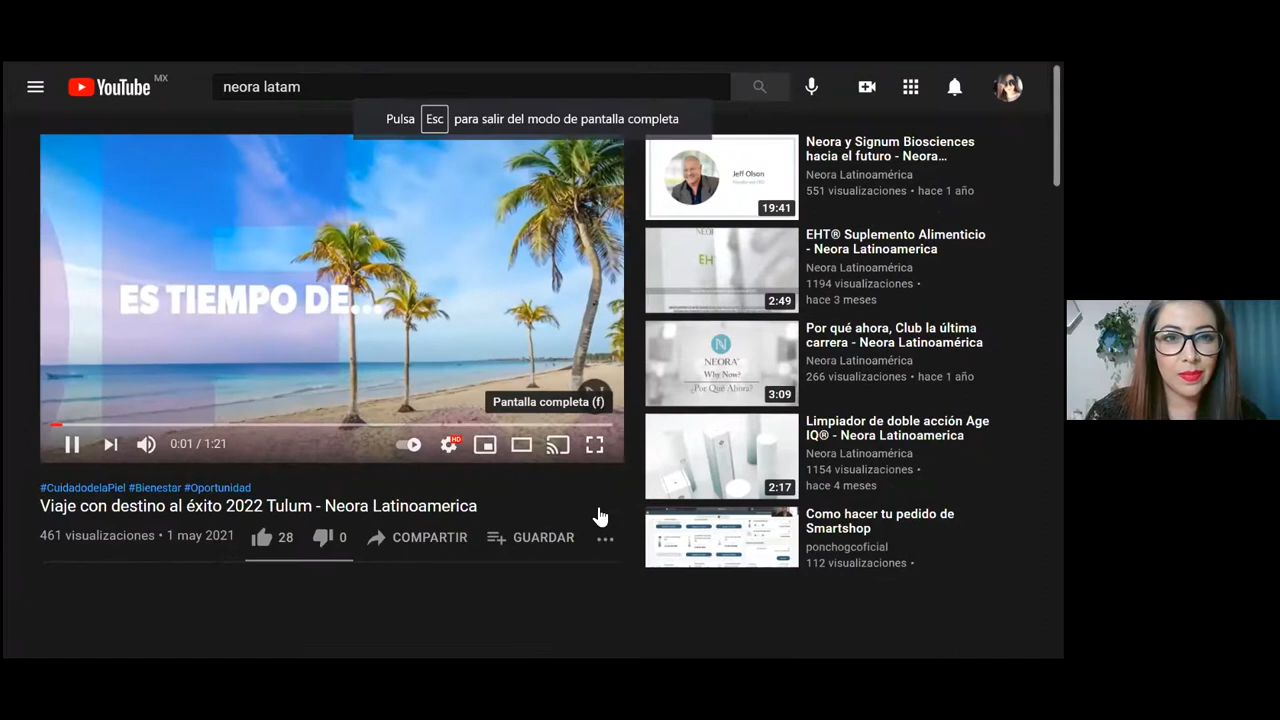 YouTube MX
neora latam
Pulsa Esc para salir del modo de pantalla completa
ES TIEMPO DE...
Pantalla completa (f)
0:01 / 1:21
HD
#CuidadodelaPiel #Bienestar #Oportunidad
Viaje con destino al éxito 2022 Tulum - Neora Latinoamerica
461 visualizaciones • 1 may 2021
28
0
COMPARTIR
GUARDAR
Jeff Olson
19:41
Neora y Signum Biosciences
hacia el futuro - Neora...
Neora Latinoamérica
551 visualizaciones • hace 1 año
EH
2:49
EHT® Suplemento Alimenticio
- Neora Latinoamerica
Neora Latinoamérica
1194 visualizaciones •
hace 3 meses
NEORA
Why Now?
¿Por Qué Ahora?
3:09
Por qué ahora, Club la última
carrera - Neora Latinoamérica
Neora Latinoamérica
266 visualizaciones • hace 1 año
2:17
Limpiador de doble acción Age
IQ® - Neora Latinoamerica
Neora Latinoamérica
1154 visualizaciones •
hace 4 meses
Como hacer tu pedido de
Smartshop
ponchogcoficial
112 visualizaciones •